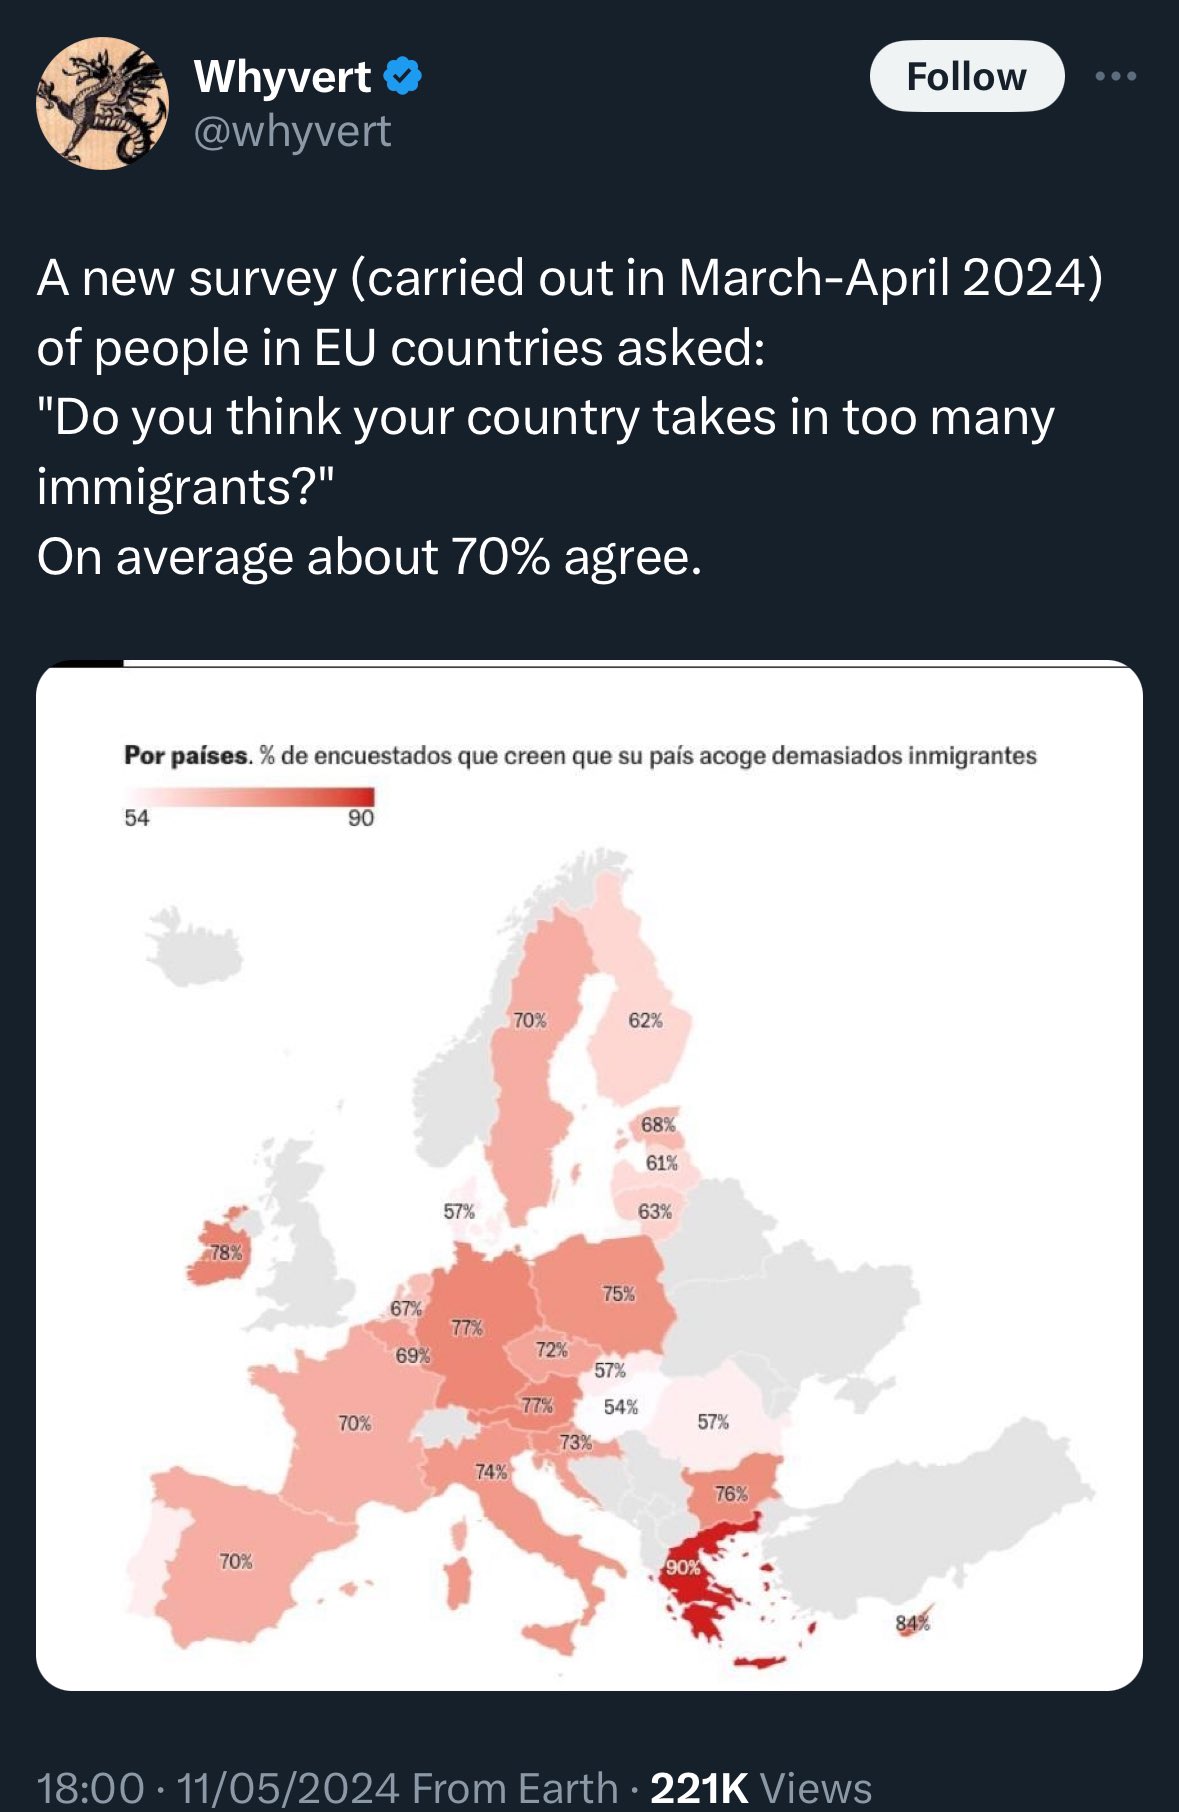 Whyvert
@whyvert
Follow
A new survey (carried out in March-April 2024)
of people in EU countries asked:
"Do you think your country takes in too many
immigrants?"
On average about 70% agree.
Por países. % de encuestados que creen que su país acoge demasiados inmigrantes
54 90
70%
62%
68%
61%
63%
57%
78%
67%
69%
77%
75%
72%
57%
77%
54%
57%
70%
73%
74%
76%
70%
90%
84%
18:00 · 11/05/2024 From Earth · 221K Views